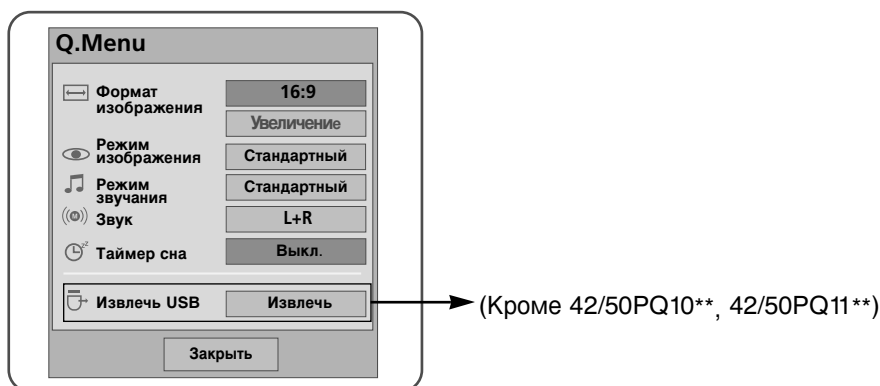 Q.Menu
Формат
изображения
16:9
Увеличение
Режим
изображения
Стандартный
Режим
звучания
Стандартный
Звук
L+R
Таймер сна
Выкл.
Извлечь USB
Извлечь
(Кроме 42/50PQ10**, 42/50PQ11**)
Закрыть